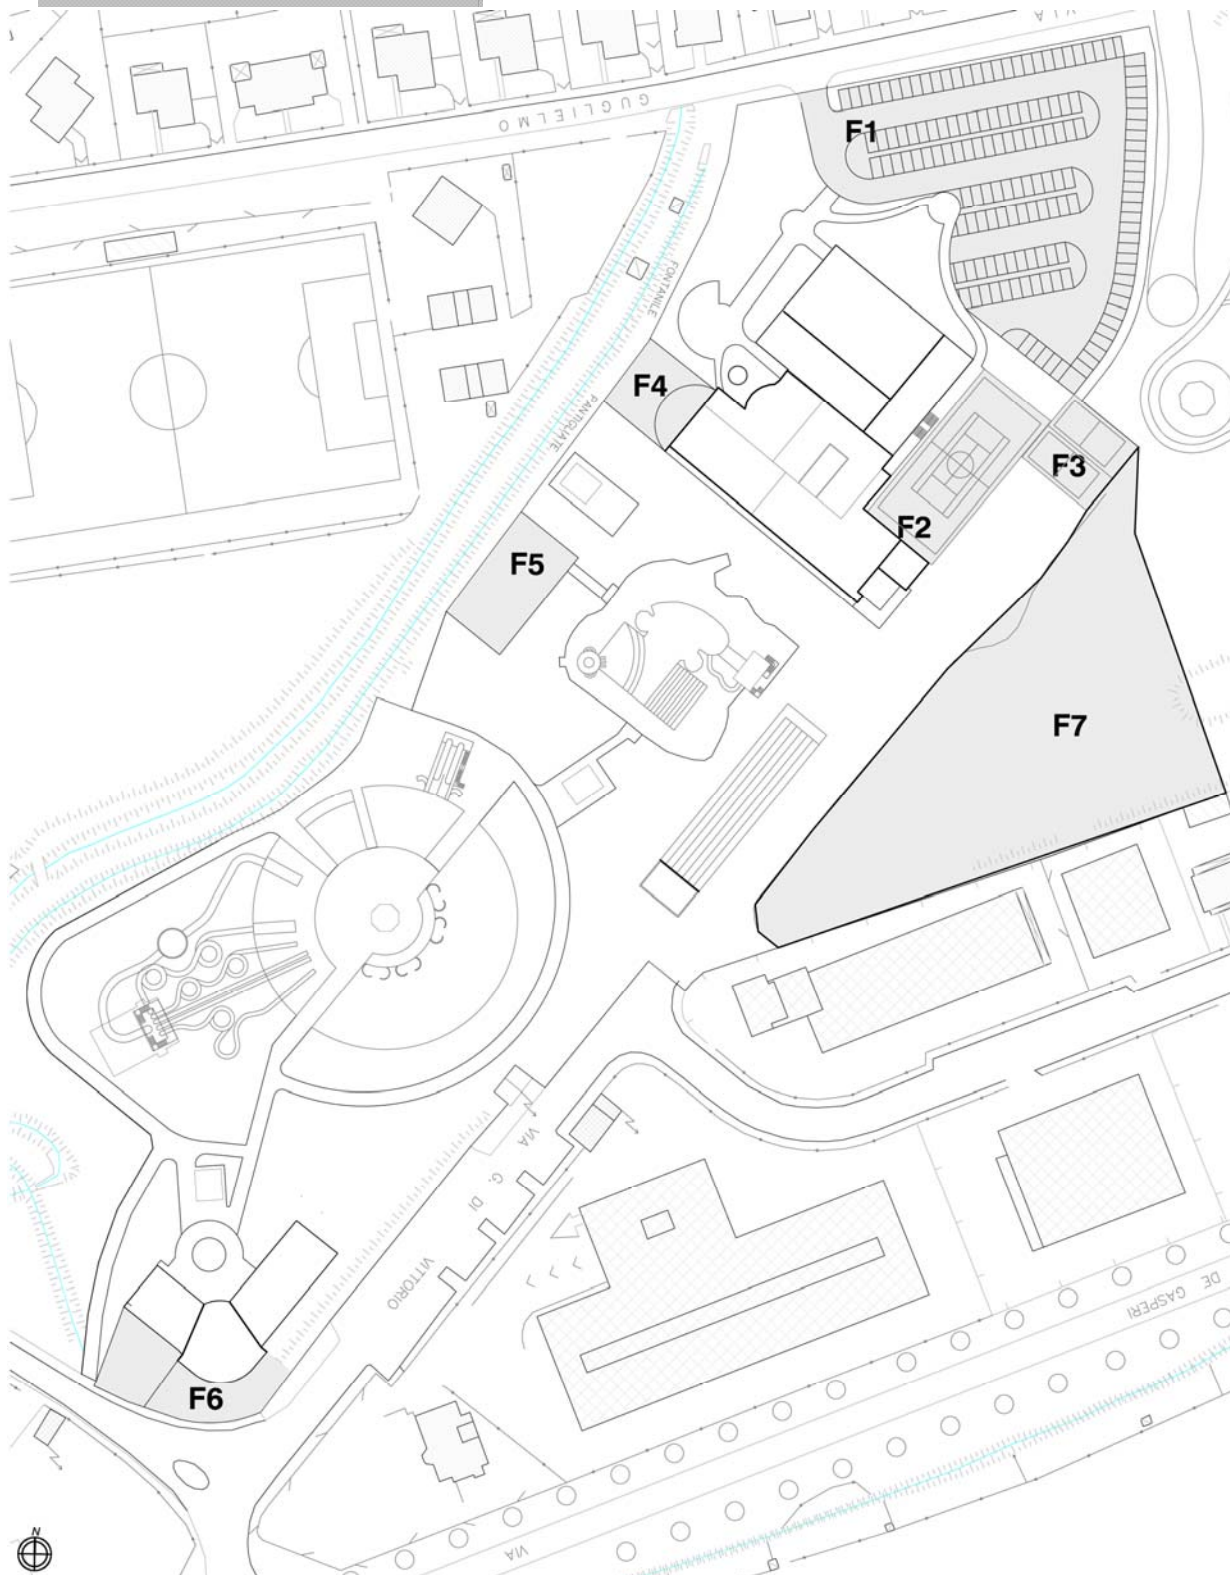 VIA
GUGLIELMO
F1
FONTANILE
F4
PANTIGLIATE
F3
F2
F5
F7
VIA
G. DI
VITTORIO
DE
GASPERI
F6
N
VIA